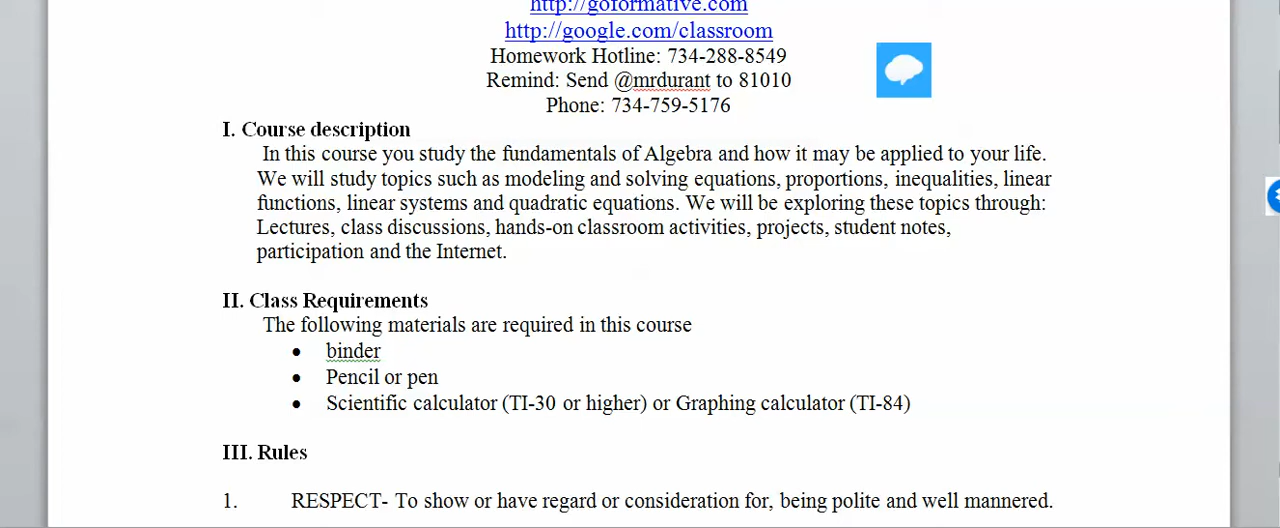 http://goformative.com
http://google.com/classroom
Homework Hotline: 734-288-8549
Remind: Send @mrdurant to 81010
Phone: 734-759-5176
I. Course description
In this course you study the fundamentals of Algebra and how it may be applied to your life.
We will study topics such as modeling and solving equations, proportions, inequalities, linear
functions, linear systems and quadratic equations. We will be exploring these topics through:
Lectures, class discussions, hands-on classroom activities, projects, student notes,
participation and the Internet.
II. Class Requirements
The following materials are required in this course
• binder
• Pencil or pen
• Scientific calculator (TI-30 or higher) or Graphing calculator (TI-84)
III. Rules
1. RESPECT- To show or have regard or consideration for, being polite and well mannered.